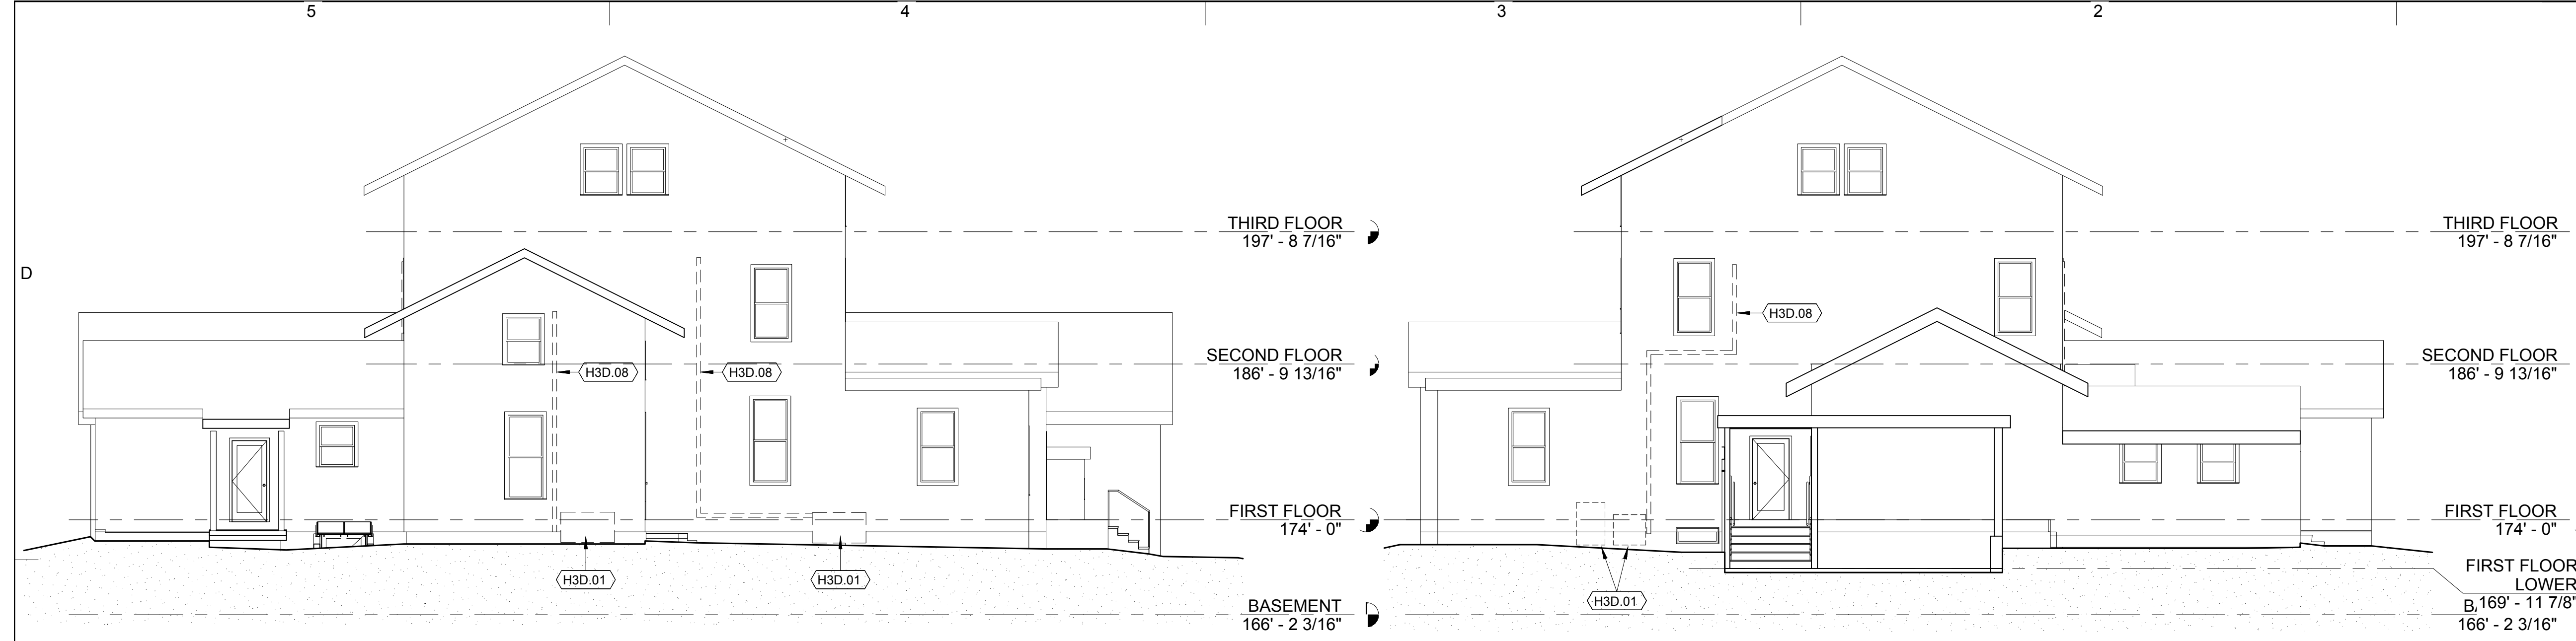 5
4
3
2
D
THIRD FLOOR
197' - 8 7/16"
SECOND FLOOR
186' - 9 13/16"
FIRST FLOOR
174' - 0"
BASEMENT
166' - 2 3/16"
H3D.08
H3D.08
H3D.01
H3D.01
THIRD FLOOR
197' - 8 7/16"
SECOND FLOOR
186' - 9 13/16"
FIRST FLOOR
174' - 0"
FIRST FLOOR
LOWER
169' - 11 7/8"
166' - 2 3/16"
H3D.08
H3D.01